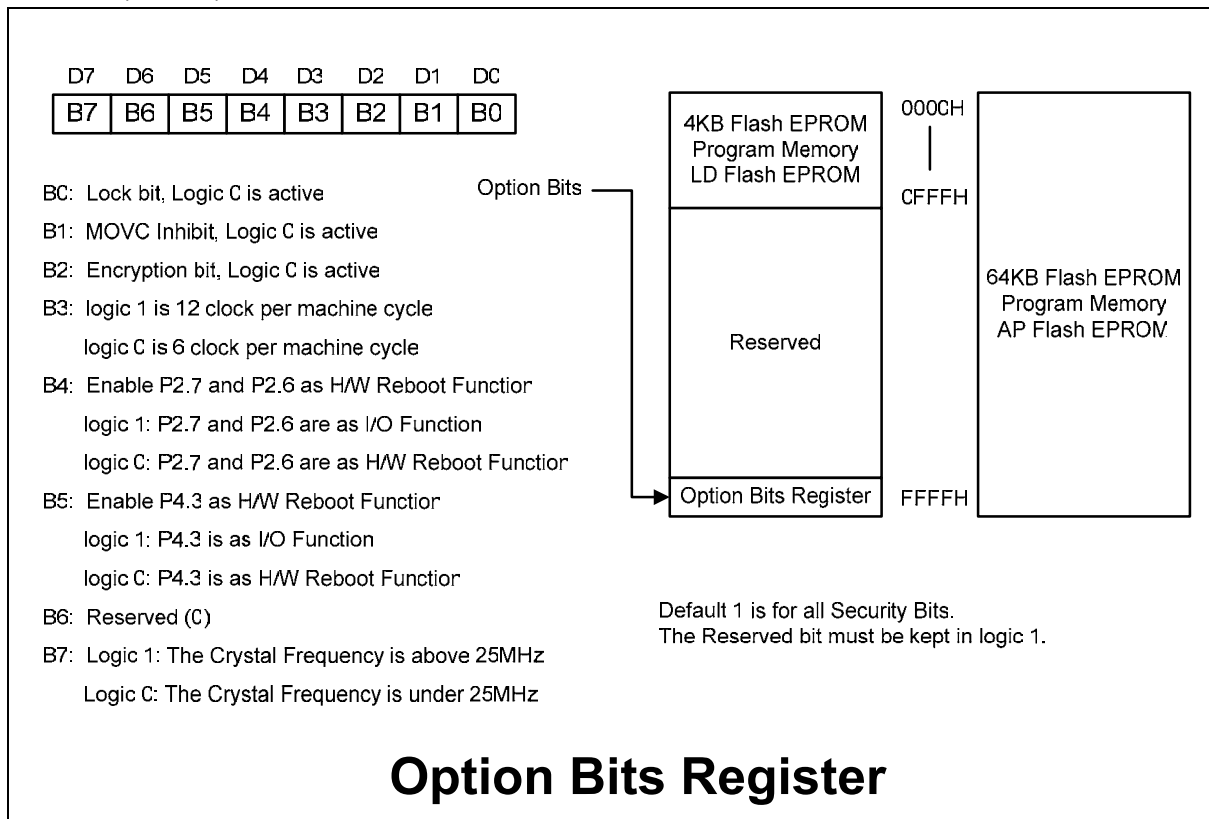 D7 D6 D5 D4 D3 D2 D1 DC
B7 B6 B5 B4 B3 B2 B1 B0
BC: Lock bit, Logic C is active
B1: MOVC Inhibit, Logic C is active
B2: Encryption bit, Logic C is active
B3: logic 1 is 12 clock per machine cycle
logic C is 6 clock per machine cycle
B4: Enable P2.7 and P2.6 as H/W Reboot Function
logic 1: P2.7 and P2.6 are as I/O Function
logic C: P2.7 and P2.6 are as H/W Reboot Function
B5: Enable P4.3 as H/W Reboot Function
logic 1: P4.3 is as I/O Function
logic C: P4.3 is as H/W Reboot Function
B6: Reserved (C)
B7: Logic 1: The Crystal Frequency is above 25MHz
Logic C: The Crystal Frequency is under 25MHz
Option Bits
4KB Flash EPROM
Program Memory
LD Flash EPROM
Reserved
Option Bits Register
000CH
CFFFH
FFFFH
64KB Flash EPROM
Program Memory
AP Flash EPROM
Default 1 is for all Security Bits.
The Reserved bit must be kept in logic 1.
Option Bits Register